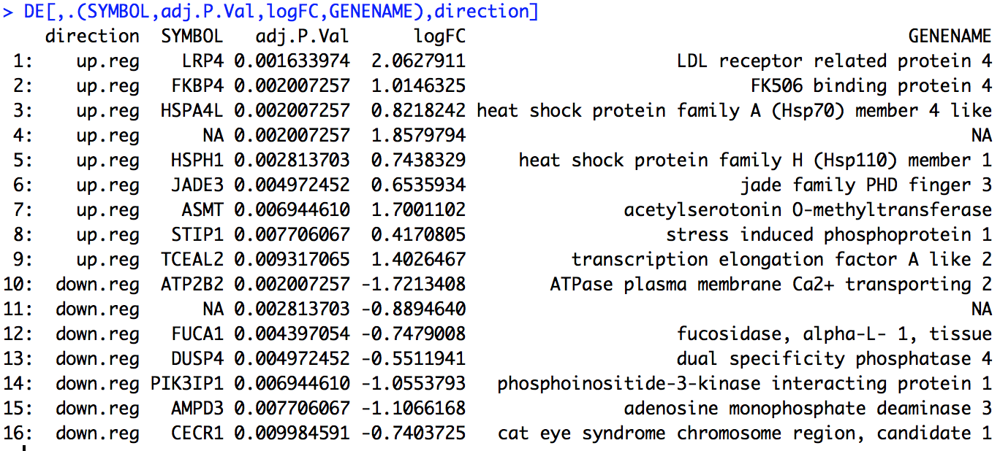 > DE[,.(SYMBOL,adj.P.Val,logFC,GENENAME),direction]
direction SYMBOL adj.P.Val logFC GENENAME
1: up.reg LRP4 0.001633974 2.0627911 LDL receptor related protein 4
2: up.reg FKBP4 0.002007257 1.0146325 FK506 binding protein 4
3: up.reg HSPA4L 0.002007257 0.8218242 heat shock protein family A (Hsp70) member 4 like
4: up.reg NA 0.002007257 1.8579794 NA
5: up.reg HSPH1 0.002813703 0.7438329 heat shock protein family H (Hsp110) member 1
6: up.reg JADE3 0.004972452 0.6535934 jade family PHD finger 3
7: up.reg ASMT 0.006944610 1.7001102 acetylserotonin O-methyltransferase
8: up.reg STIP1 0.007706067 0.4170805 stress induced phosphoprotein 1
9: up.reg TCEAL2 0.009317065 1.4026467 transcription elongation factor A like 2
10: down.reg ATP2B2 0.002007257 -1.7213408 ATPase plasma membrane Ca2+ transporting 2
11: down.reg NA 0.002813703 -0.8894640 NA
12: down.reg FUCA1 0.004397054 -0.7479008 fucosidase, alpha-L- 1, tissue
13: down.reg DUSP4 0.004972452 -0.5511941 dual specificity phosphatase 4
14: down.reg PIK3IP1 0.006944610 -1.0553793 phosphoinositide-3-kinase interacting protein 1
15: down.reg AMPD3 0.007706067 -1.1066168 adenosine monophosphate deaminase 3
16: down.reg CECR1 0.009984591 -0.7403725 cat eye syndrome chromosome region, candidate 1